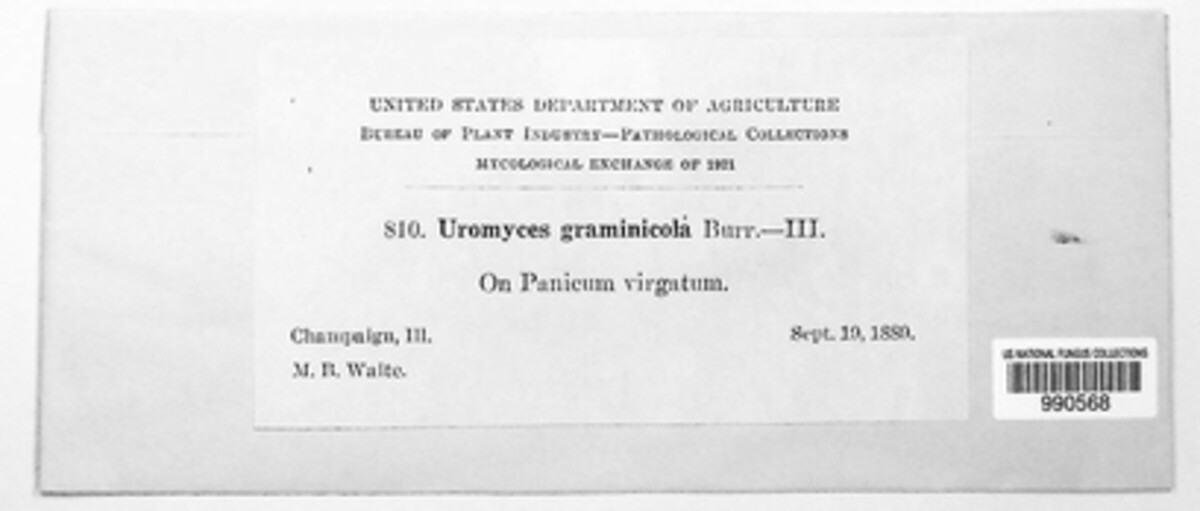 UNITED STATES DEPARTMENT OF AGRICULTURE
BUREAU OF PLANT INDUSTRY—PATHOLOGICAL COLLECTIONS
MYCOLOGICAL EXCHANGE OF 1921
810. Uromyces graminicola Burr.—III.
On Panicum virgatum.
Champaign, Ill. Sept. 19, 1889.
M. B. Waite.
US NATIONAL FUNGUS COLLECTIONS
990568